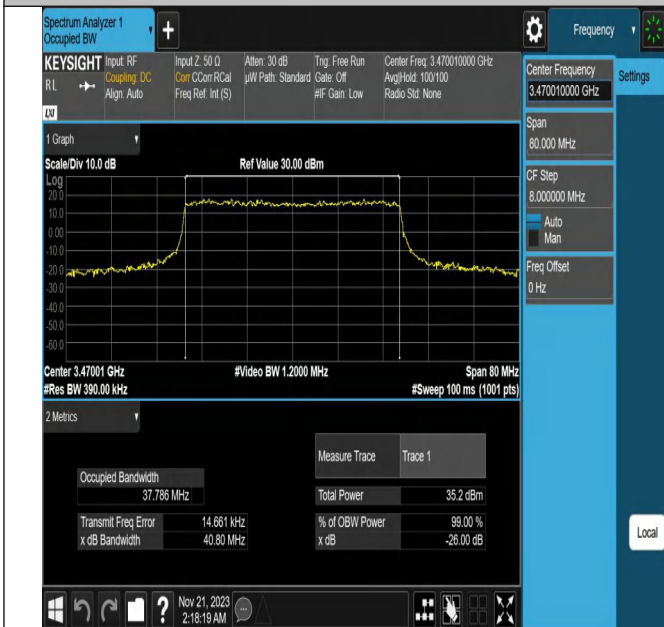 Spectrum Analyzer 1
Occupied BW
Frequency
KEYSIGHT
RL
LXI
Input: RF
Coupling: DC
Align: Auto
Input Z: 50 Ω
Corr CCorr RCal
Freq Ref: Int (S)
Atten: 30 dB
µW Path: Standard
Trig: Free Run
Gate: Off
#IF Gain: Low
Center Freq: 3.470010000 GHz
Avg|Hold: 100/100
Radio Std: None
Center Frequency
3.470010000 GHz
Settings
Span
80.000 MHz
CF Step
8.000000 MHz
Auto
Man
Freq Offset
0 Hz
Local
1 Graph
Scale/Div 10.0 dB
Ref Value 30.00 dBm
Log
20.0
10.0
0.00
-10.0
-20.0
-30.0
-40.0
-50.0
-60.0
Center 3.47001 GHz
#Video BW 1.2000 MHz
Span 80 MHz
#Res BW 390.00 kHz
#Sweep 100 ms (1001 pts)
2 Metrics
Measure Trace
Trace 1
Occupied Bandwidth
37.786 MHz
Total Power
35.2 dBm
Transmit Freq Error
14.661 kHz
% of OBW Power
99.00 %
x dB Bandwidth
40.80 MHz
x dB
-26.00 dB
?
Nov 21, 2023
2:18:19 AM